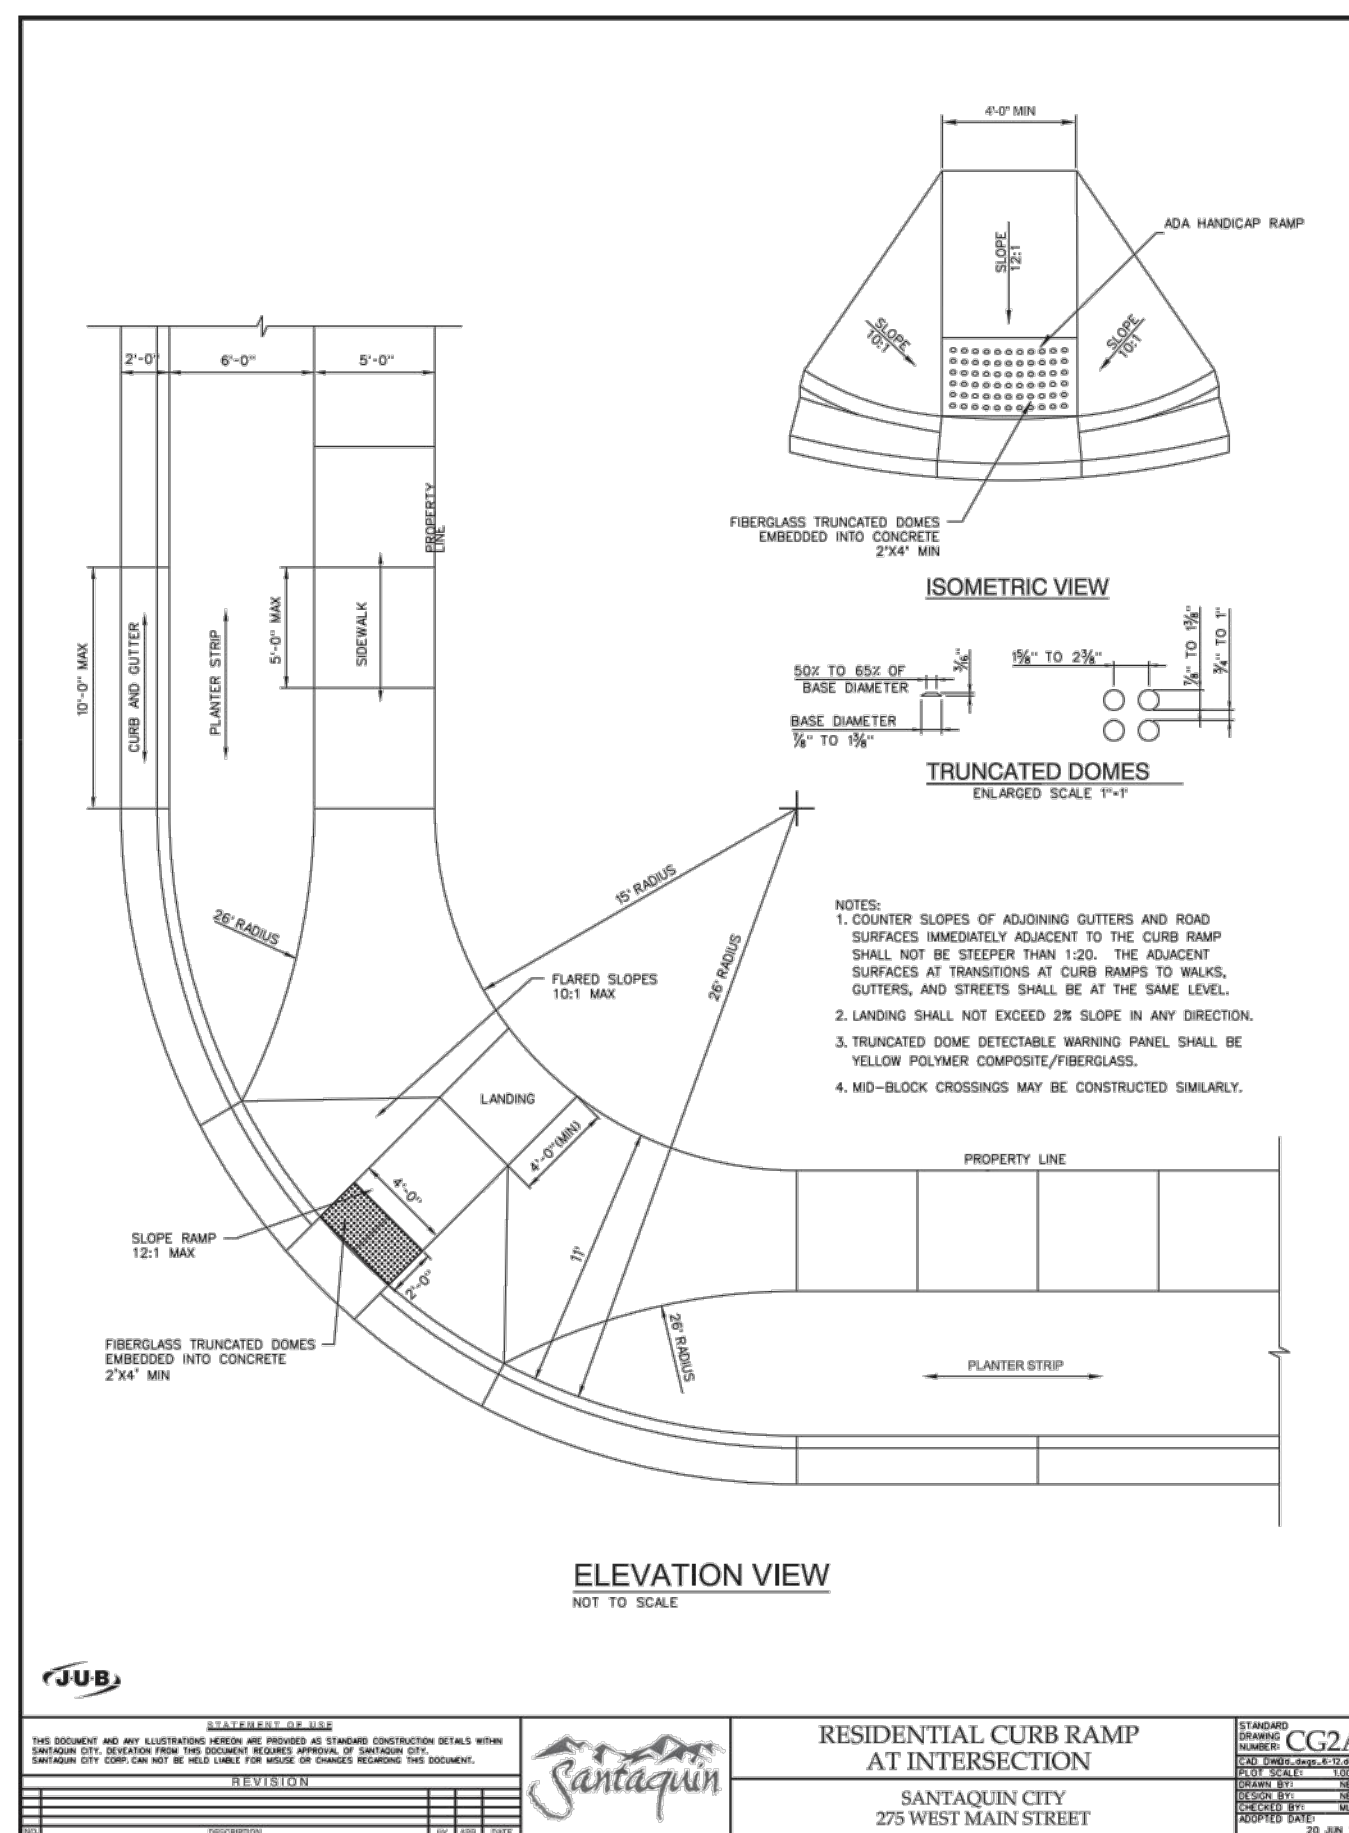 4'-0" MIN
ADA HANDICAP RAMP
SLOPE
12:1
SLOPE
10:1
SLOPE
10:1
2'-0"
6'-0"
5'-0"
PROPERTY
LINE
FIBERGLASS TRUNCATED DOMES
EMBEDDED INTO CONCRETE
2'X4' MIN
ISOMETRIC VIEW
10'-0" MAX
CURB AND GUTTER
PLANTER STRIP
5'-0" MAX
SIDEWALK
50% TO 65% OF
BASE DIAMETER
3/16"
BASE DIAMETER
7/8" TO 1 3/8"
1 5/8" TO 2 3/8"
7/8" TO 1 3/8"
3/4" TO 1"
TRUNCATED DOMES
ENLARGED SCALE 1"=1'
15' RADIUS
26' RADIUS
26' RADIUS
FLARED SLOPES
10:1 MAX
NOTES:
1. COUNTER SLOPES OF ADJOINING GUTTERS AND ROAD
SURFACES IMMEDIATELY ADJACENT TO THE CURB RAMP
SHALL NOT BE STEEPER THAN 1:20. THE ADJACENT
SURFACES AT TRANSITIONS AT CURB RAMPS TO WALKS,
GUTTERS, AND STREETS SHALL BE AT THE SAME LEVEL.
2. LANDING SHALL NOT EXCEED 2% SLOPE IN ANY DIRECTION.
3. TRUNCATED DOME DETECTABLE WARNING PANEL SHALL BE
YELLOW POLYMER COMPOSITE/FIBERGLASS.
4. MID-BLOCK CROSSINGS MAY BE CONSTRUCTED SIMILARLY.
LANDING
4'-0"(MIN)
4'-0"
PROPERTY LINE
SLOPE RAMP
12:1 MAX
2'-0"
11'
26' RADIUS
FIBERGLASS TRUNCATED DOMES
EMBEDDED INTO CONCRETE
2'X4' MIN
PLANTER STRIP
ELEVATION VIEW
NOT TO SCALE
J·U·B
STATEMENT OF USE
THIS DOCUMENT AND ANY ILLUSTRATIONS HEREON ARE PROVIDED AS STANDARD CONSTRUCTION DETAILS WITHIN
SANTAQUIN CITY. DEVEATION FROM THIS DOCUMENT REQUIRES APPROVAL OF SANTAQUIN CITY.
SANTAQUIN CITY CORP. CAN NOT BE HELD LIABLE FOR MISUSE OR CHANGES REGARDING THIS DOCUMENT.
REVISION
NO. DESCRIPTION BY APR. DATE
Santaquin
RESIDENTIAL CURB RAMP
AT INTERSECTION
SANTAQUIN CITY
275 WEST MAIN STREET
STANDARD
DRAWING
NUMBER: CG2A
CAD DWG
PLOT SCALE:
DRAWN BY:
DESIGN BY:
CHECKED BY:
ADOPTED DATE:
20 JUN